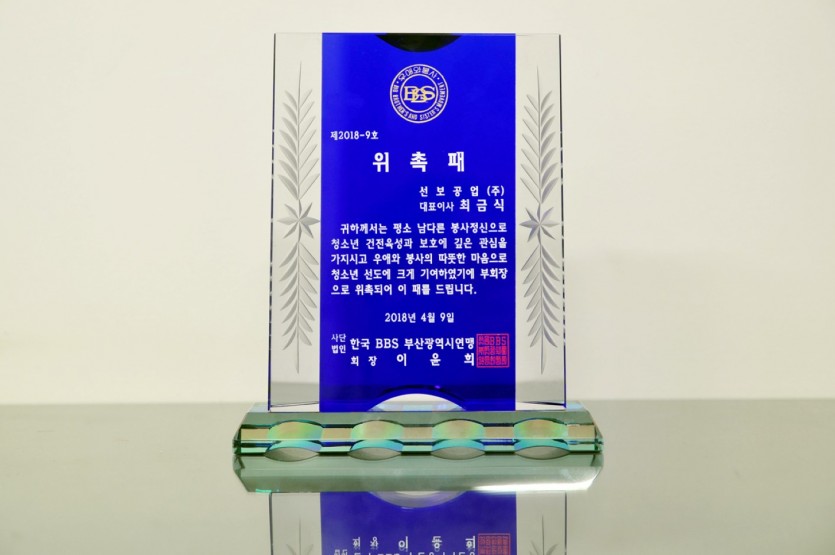 BBS
제2018-9호
위촉패
선보공업(주)
대표이사 최금식
귀하께서는 평소 남다른 봉사정신으로
청소년 건전육성과 보호에 깊은 관심을
가지시고 우애와 봉사의 따뜻한 마음으로
청소년 선도에 크게 기여하였기에 부회장
으로 위촉되어 이 패를 드립니다.
2018년 4월 9일
사단법인 한국 BBS 부산광역시연맹
회장 이윤희